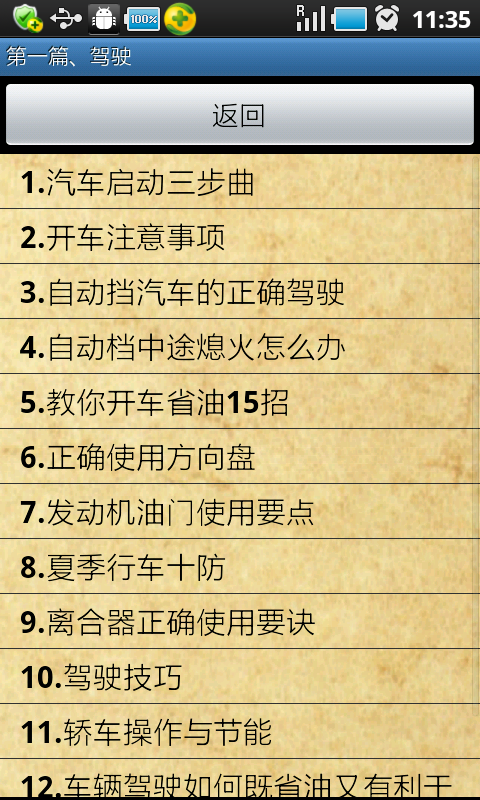 100%
R
11:35
第一篇、驾驶
返回
1.汽车启动三步曲
2.开车注意事项
3.自动挡汽车的正确驾驶
4.自动档中途熄火怎么办
5.教你开车省油15招
6.正确使用方向盘
7.发动机油门使用要点
8.夏季行车十防
9.离合器正确使用要诀
10.驾驶技巧
11.轿车操作与节能
12.车辆驾驶如何既省油又有利于